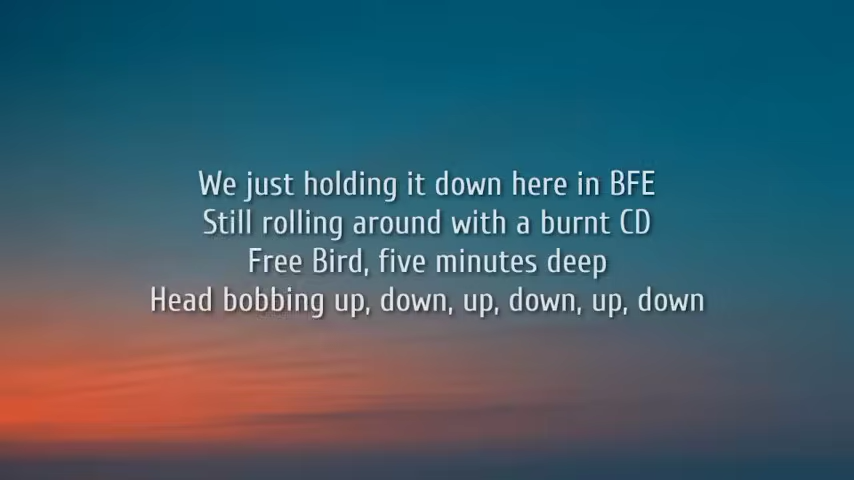 We just holding it down here in BFE
Still rolling around with a burnt CD
Free Bird, five minutes deep
Head bobbing up, down, up, down, up, down